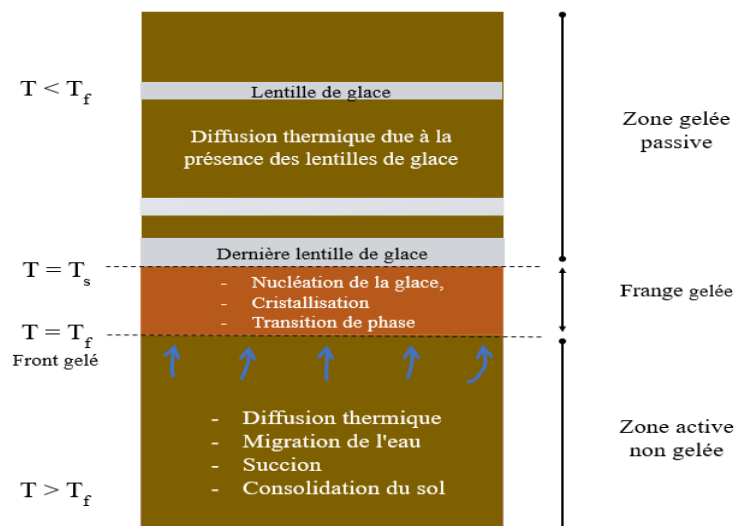 T < Tf
Lentille de glace
Diffusion thermique due à la
présence des lentilles de glace
Zone gelée
passive
Dernière lentille de glace
T = Ts
- Nucléation de la glace,
- Cristallisation
- Transition de phase
Frange gelée
T = Tf
Front gelé
- Diffusion thermique
- Migration de l'eau
- Succion
- Consolidation du sol
Zone active
non gelée
T > Tf